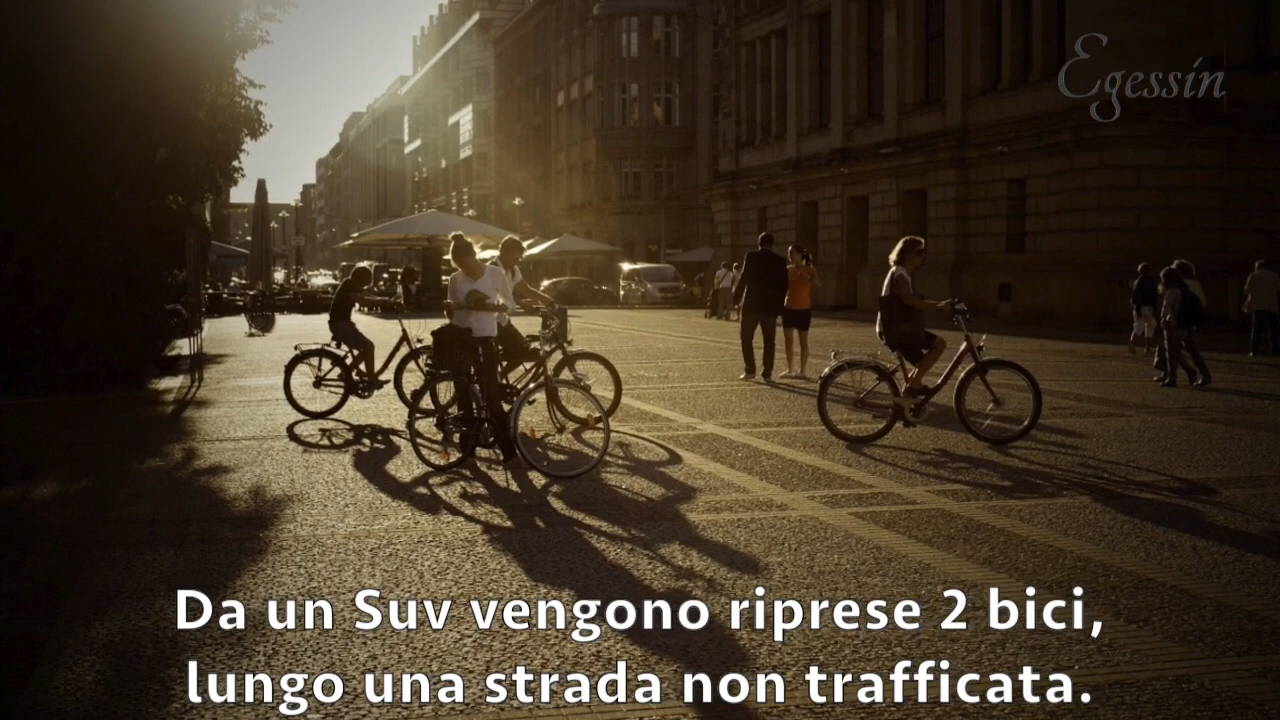 Egessin
Da un Suv vengono riprese 2 bici,
lungo una strada non trafficata.